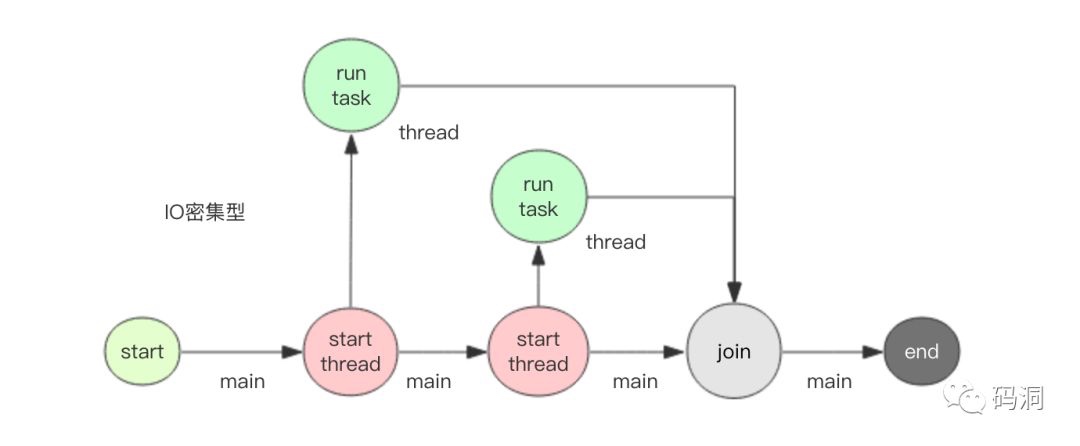 run
task
thread
run
task
IO密集型
thread
start
start
thread
start
thread
join
end
main
main
main
main
码洞